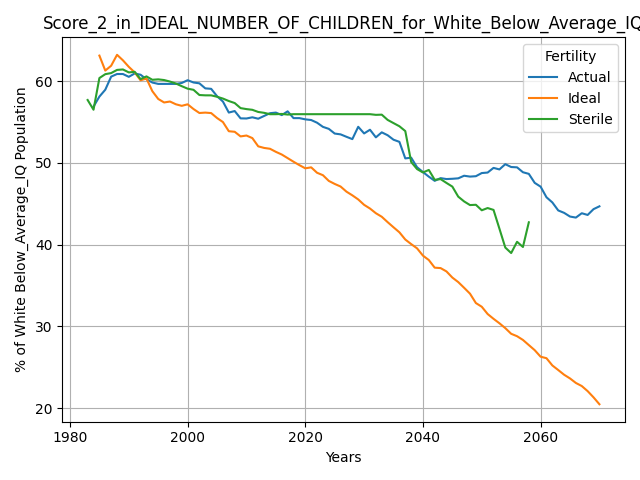 Score_2_in_IDEAL_NUMBER_OF_CHILDREN_for_White_Below_Average_IQ
Fertility
Actual
Ideal
Sterile
% of White Below_Average_IQ Population
60
50
40
30
20
1980
2000
2020
2040
2060
Years